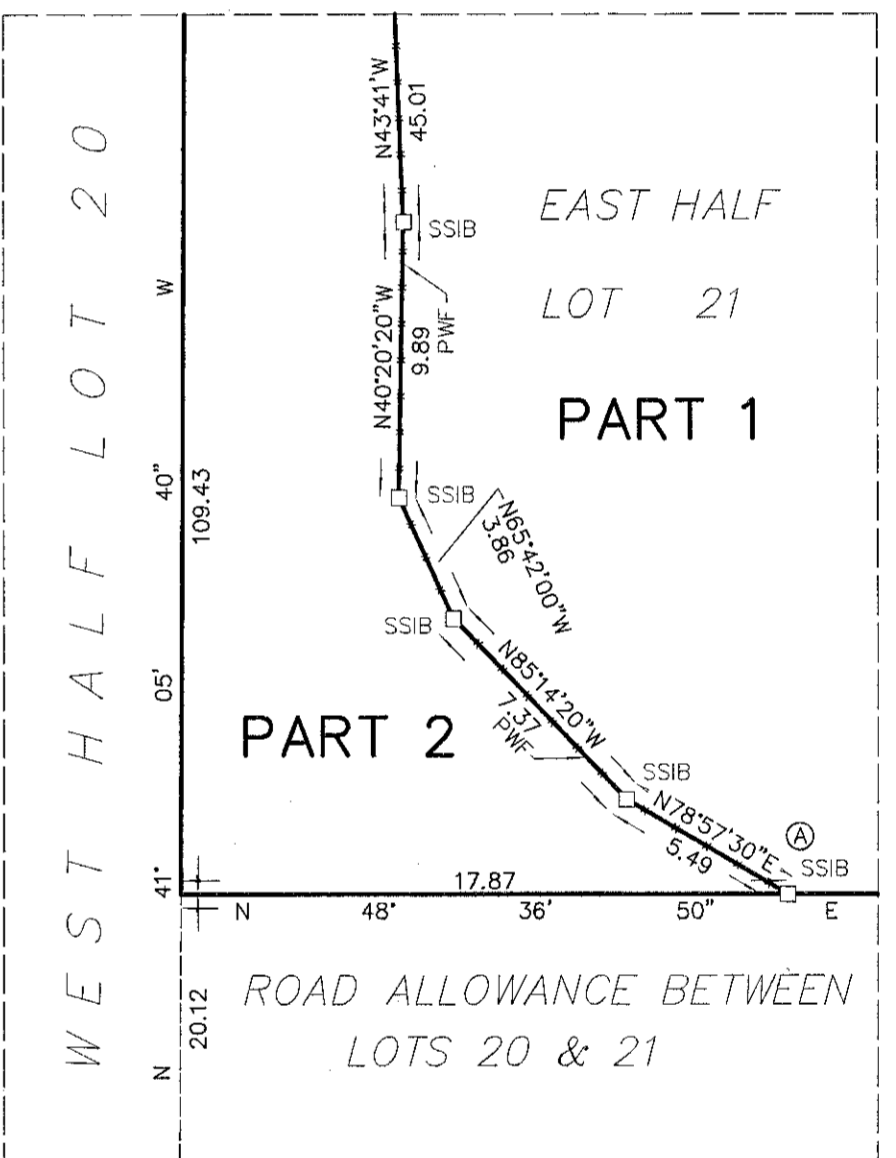 N43°41'W
45.01
SSIB
EAST HALF
LOT 21
N40°20'20"W
9.89
PWF
PART 1
SSIB
N65°42'00"W
3.86
SSIB
N85°14'20"W
7.37
PWF
PART 2
SSIB
N78°57'30"E
5.49
A
SSIB
17.87
N 48° 36' 50" E
N 41° 05' 40" W
109.43
20.12
WEST HALF LOT 20
ROAD ALLOWANCE BETWEEN
LOTS 20 & 21